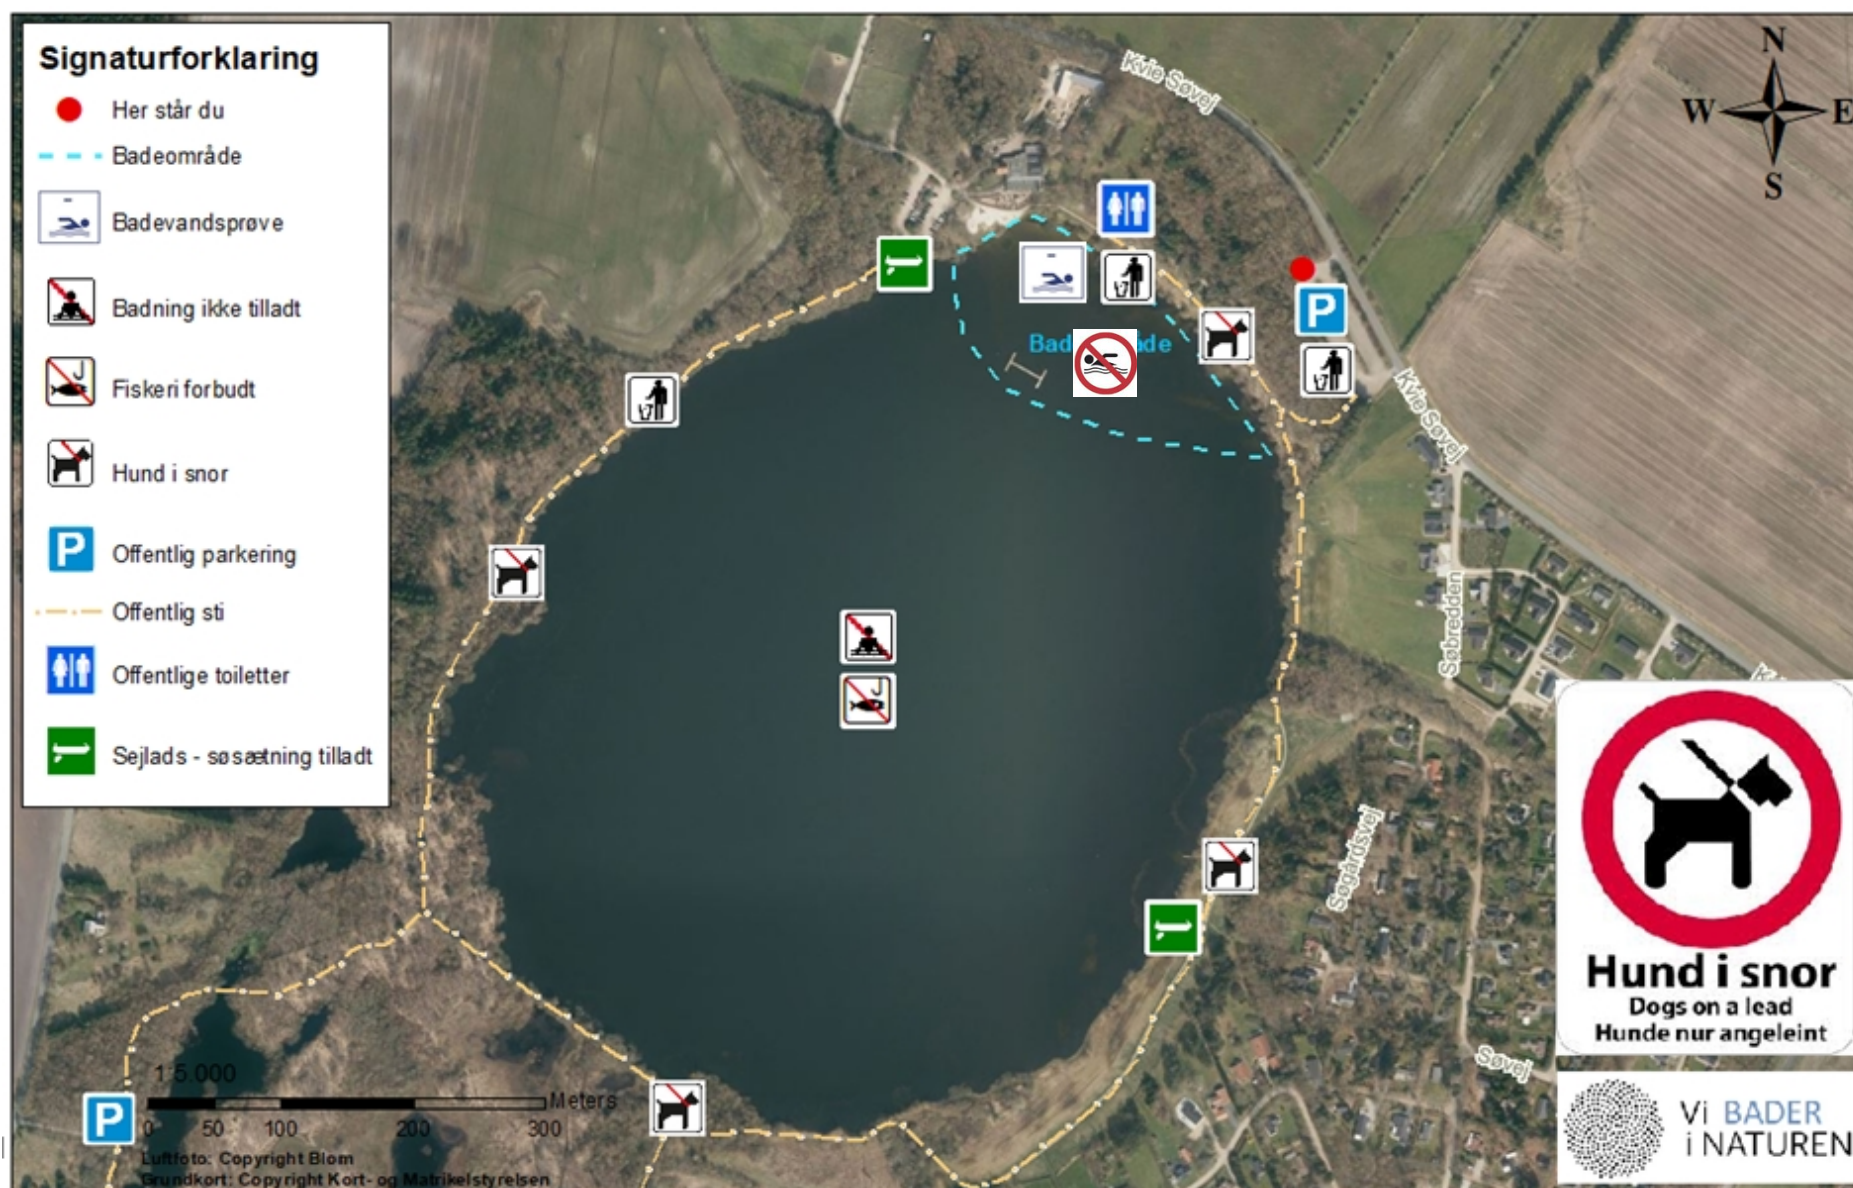 Signaturforklaring
Her står du
Badeområde
Badevandsprøve
Badning ikke tilladt
Fiskeri forbudt
Hund i snor
P
Offentlig parkering
Offentlig sti
Offentlige toiletter
Sejlads - søsætning tilladt
N
W E
S
Kvie Søvej
P
Kvie Søvej
Søbredden
Søgårdsvej
Søvej
Hund i snor
Dogs on a lead
Hunde nur angeleint
Vi BADER
i NATUREN
P
1:5.000
Meters
0 50 100 200 300
Luftfoto: Copyright Blom
Grundkort: Copyright Kort- og Matrikelstyrelsen